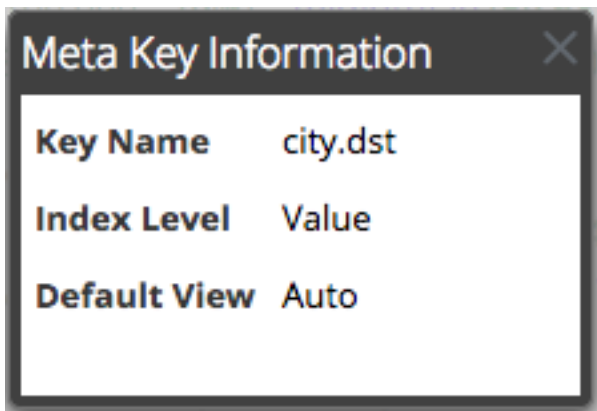 Meta Key Information
Key Name city.dst
Index Level Value
Default View Auto